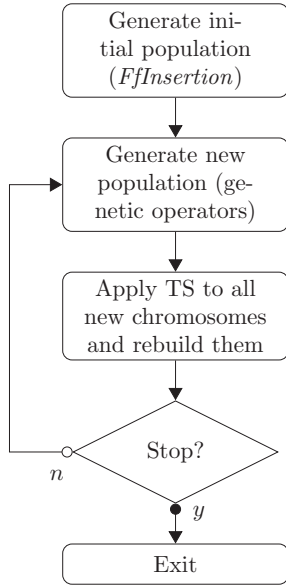 Generate ini-
tial population
(FfInsertion)
Generate new
population (ge-
netic operators)
Apply TS to all
new chromosomes
and rebuild them
Stop?
n
y
Exit